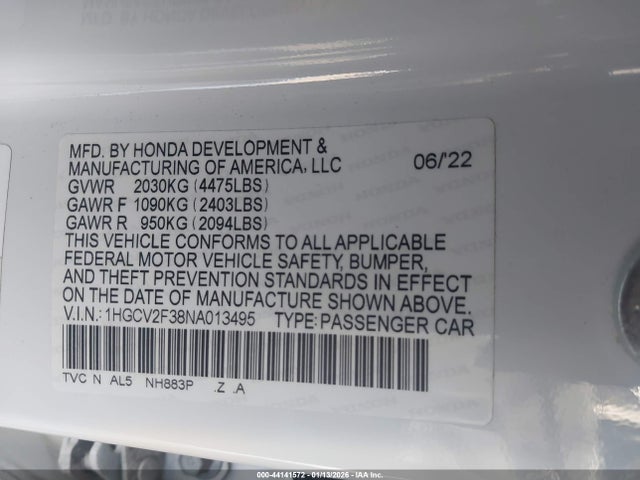 MFD. BY HONDA DEVELOPMENT &
MANUFACTURING OF AMERICA, LLC 06/'22
GVWR 2030KG (4475LBS)
GAWR F 1090KG (2403LBS)
GAWR R 950KG (2094LBS)
THIS VEHICLE CONFORMS TO ALL APPLICABLE
FEDERAL MOTOR VEHICLE SAFETY, BUMPER,
AND THEFT PREVENTION STANDARDS IN EFFECT
ON THE DATE OF MANUFACTURE SHOWN ABOVE.
V.I.N.: 1HGCV2F38NA013495 TYPE: PASSENGER CAR
TVC N AL5 NH883P .Z .A
000-44141572 - 01/13/2026 - Copyright © IAA, LLC